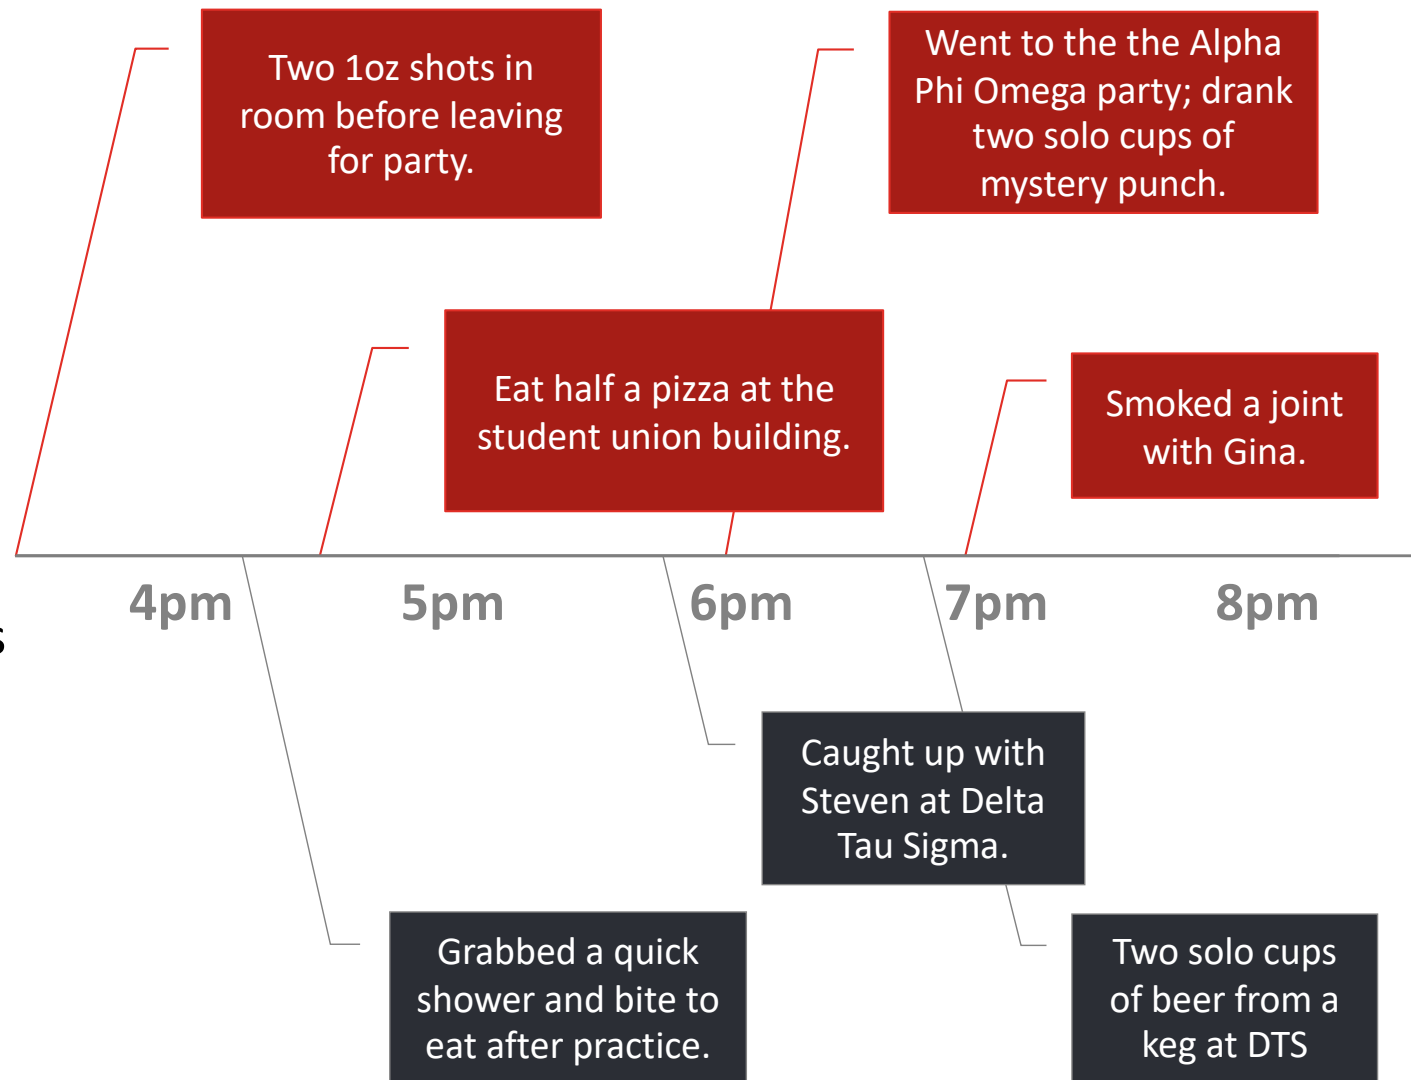 Two 1oz shots in
room before leaving
for party.
Went to the the Alpha
Phi Omega party; drank
two solo cups of
mystery punch.
Eat half a pizza at the
student union building.
Smoked a joint
with Gina.
4pm
5pm
6pm
7pm
8pm
s
Caught up with
Steven at Delta
Tau Sigma.
Grabbed a quick
shower and bite to
eat after practice.
Two solo cups
of beer from a
keg at DTS